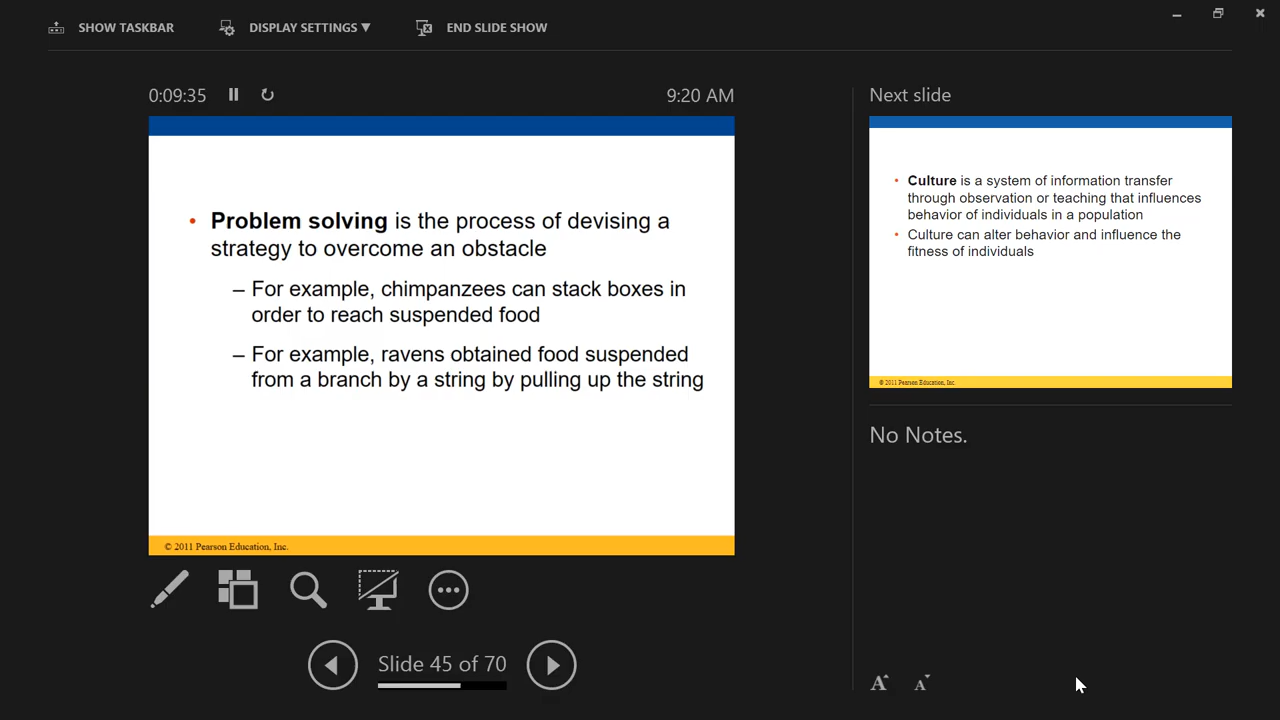 SHOW TASKBAR
DISPLAY SETTINGS ▼
END SLIDE SHOW
0:09:35
9:20 AM
• Problem solving is the process of devising a
strategy to overcome an obstacle
– For example, chimpanzees can stack boxes in
order to reach suspended food
– For example, ravens obtained food suspended
from a branch by a string by pulling up the string
© 2011 Pearson Education, Inc.
Slide 45 of 70
Next slide
• Culture is a system of information transfer
through observation or teaching that influences
behavior of individuals in a population
• Culture can alter behavior and influence the
fitness of individuals
© 2011 Pearson Education, Inc.
No Notes.
A A